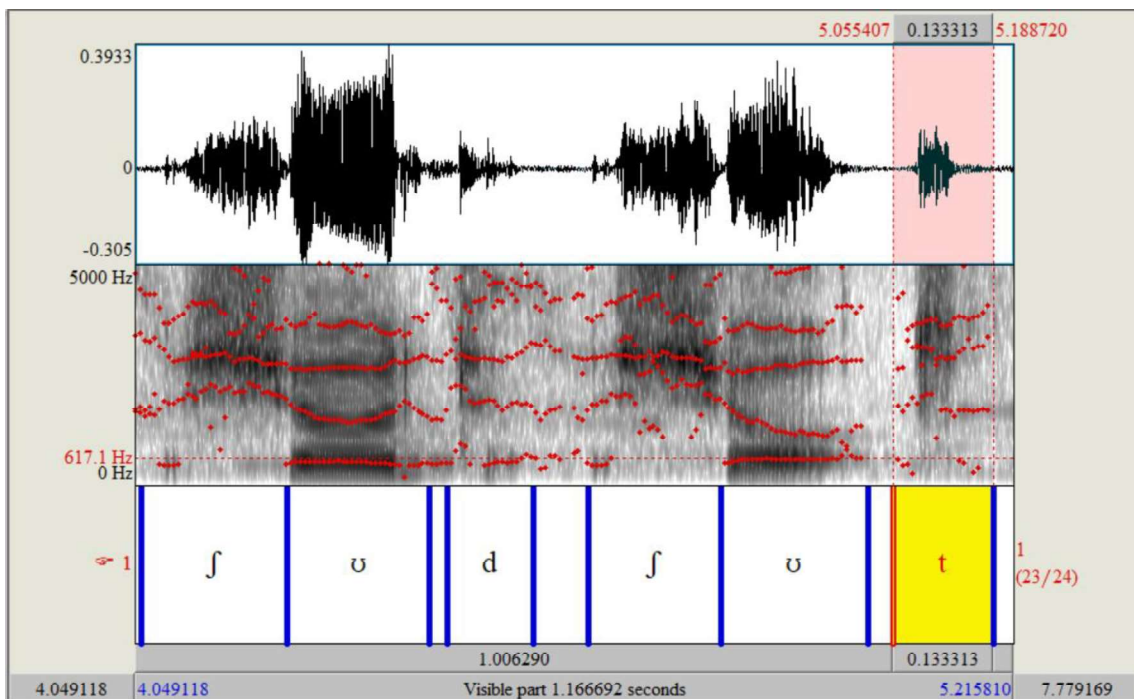 5.055407 0.133313 5.188720
0.3933
0
-0.305
5000 Hz
617.1 Hz
0 Hz
☞ 1 ʃ ʊ d ʃ ʊ t 1
(23/24)
1.006290 0.133313
4.049118 4.049118 Visible part 1.166692 seconds 5.215810 7.779169